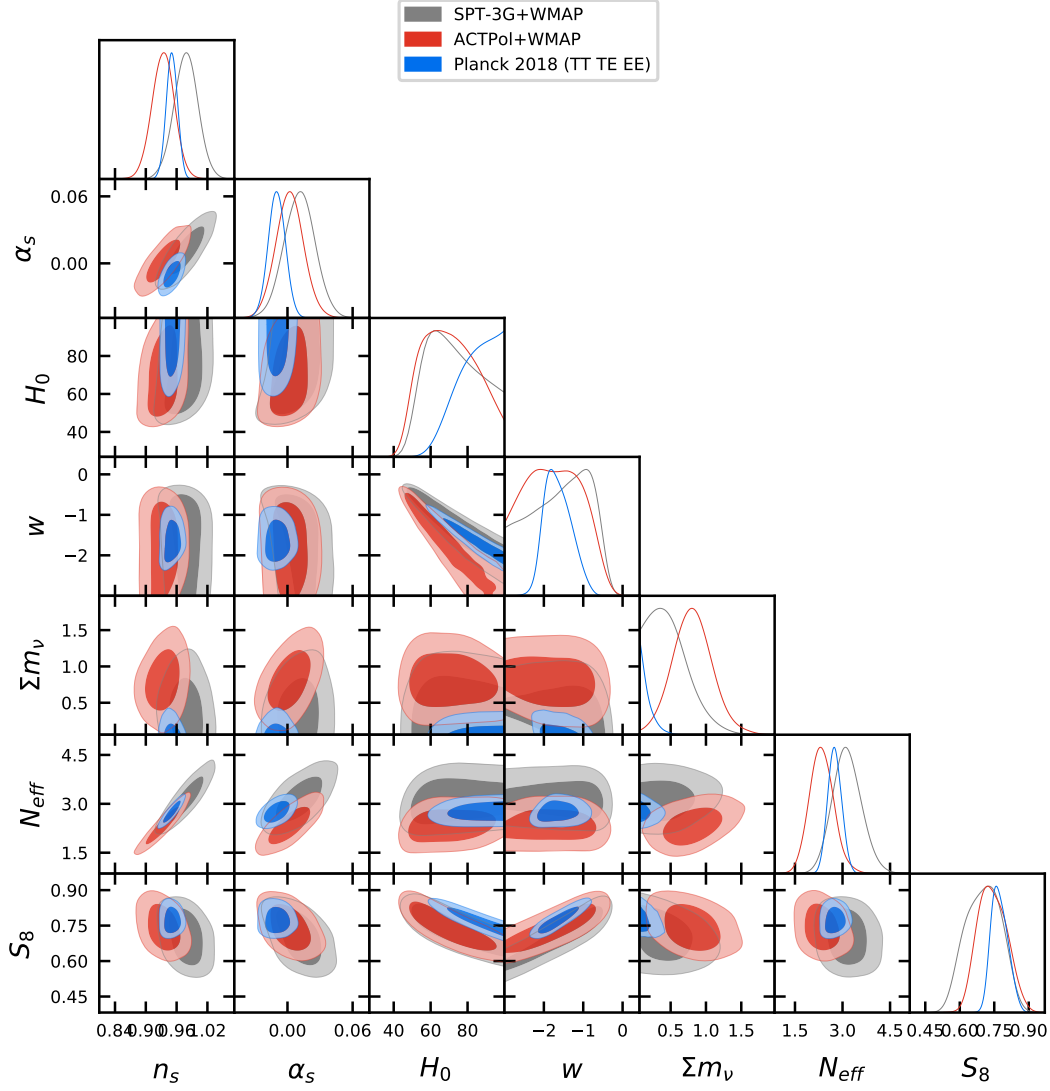 SPT-3G+WMAP
ACTPol+WMAP
Planck 2018 (TT TE EE)
0.06
0.00
α_s
80
60
40
H_0
0
−1
−2
w
1.5
1.0
0.5
Σm_ν
4.5
3.0
1.5
N_eff
0.90
0.75
0.60
0.45
S_8
0.84 0.90 0.96 1.02 0.00 0.06 40 60 80 −2 −1 0 0.5 1.0 1.5 1.5 3.0 4.5 0.45 0.60 0.75 0.90
n_s α_s H_0 w Σm_ν N_eff S_8